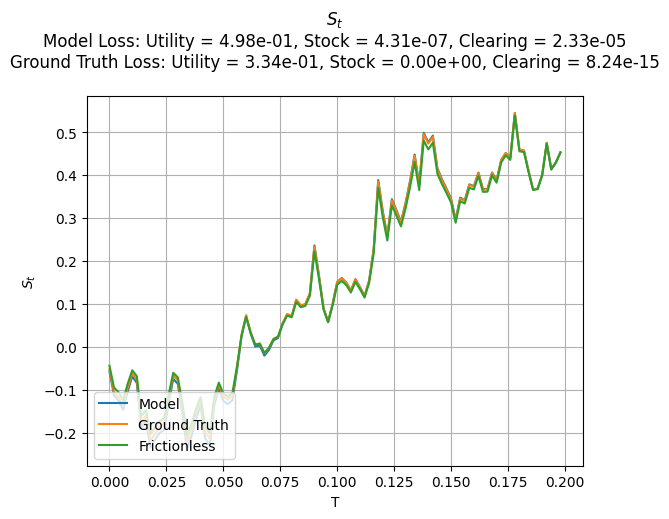 S_t
Model Loss: Utility = 4.98e-01, Stock = 4.31e-07, Clearing = 2.33e-05
Ground Truth Loss: Utility = 3.34e-01, Stock = 0.00e+00, Clearing = 8.24e-15
0.5
0.4
0.3
0.2
0.1
0.0
−0.1
−0.2
S_t
Model
Ground Truth
Frictionless
0.000 0.025 0.050 0.075 0.100 0.125 0.150 0.175 0.200
T